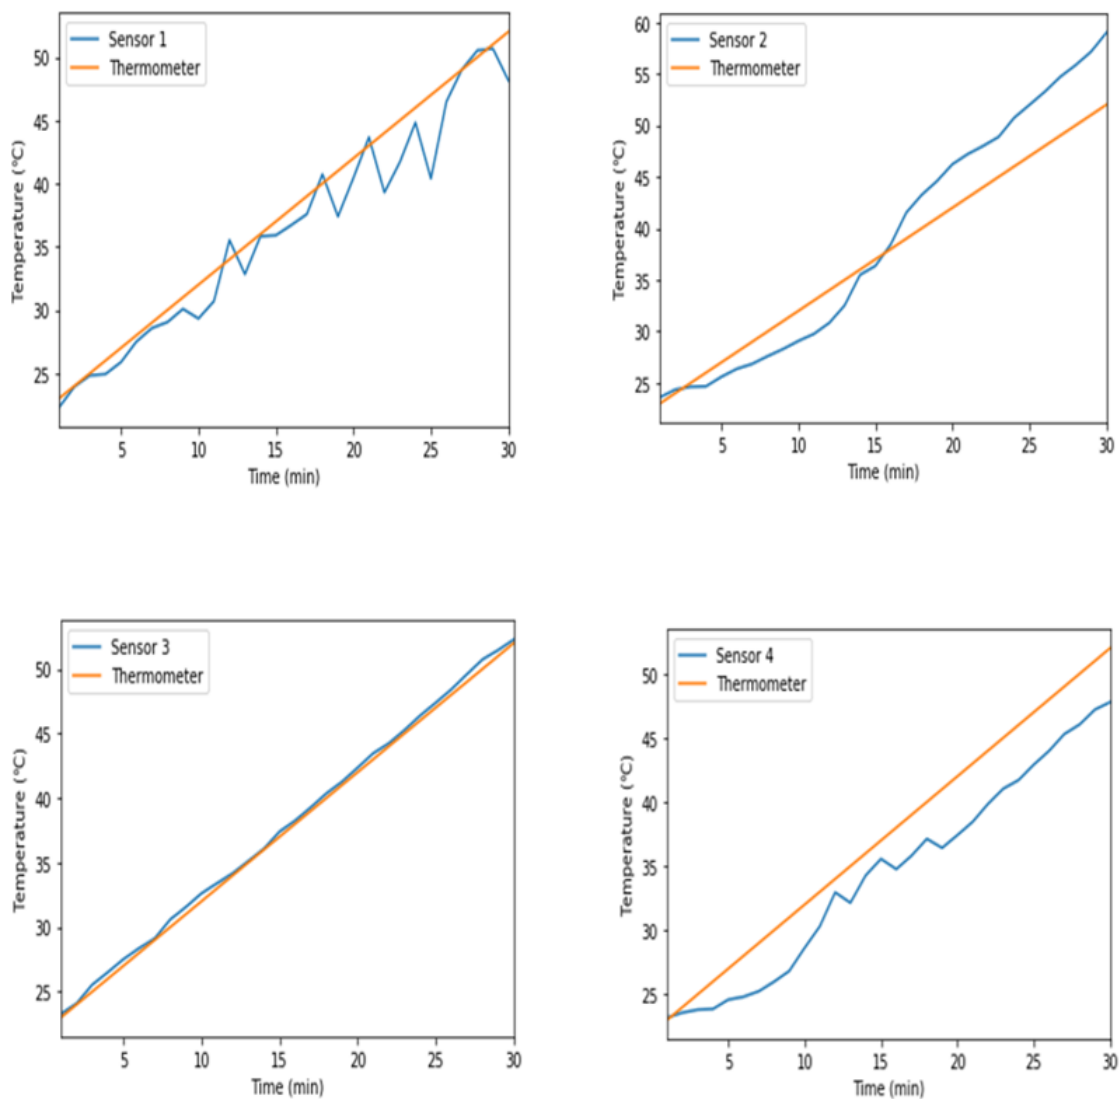 Sensor 1
Thermometer
50
45
40
35
30
25
Temperature (°C)
5 10 15 20 25 30
Time (min)
Sensor 2
Thermometer
60
55
50
45
40
35
30
25
Temperature (°C)
5 10 15 20 25 30
Time (min)
Sensor 3
Thermometer
50
45
40
35
30
25
Temperature (°C)
5 10 15 20 25 30
Time (min)
Sensor 4
Thermometer
50
45
40
35
30
25
Temperature (°C)
5 10 15 20 25 30
Time (min)